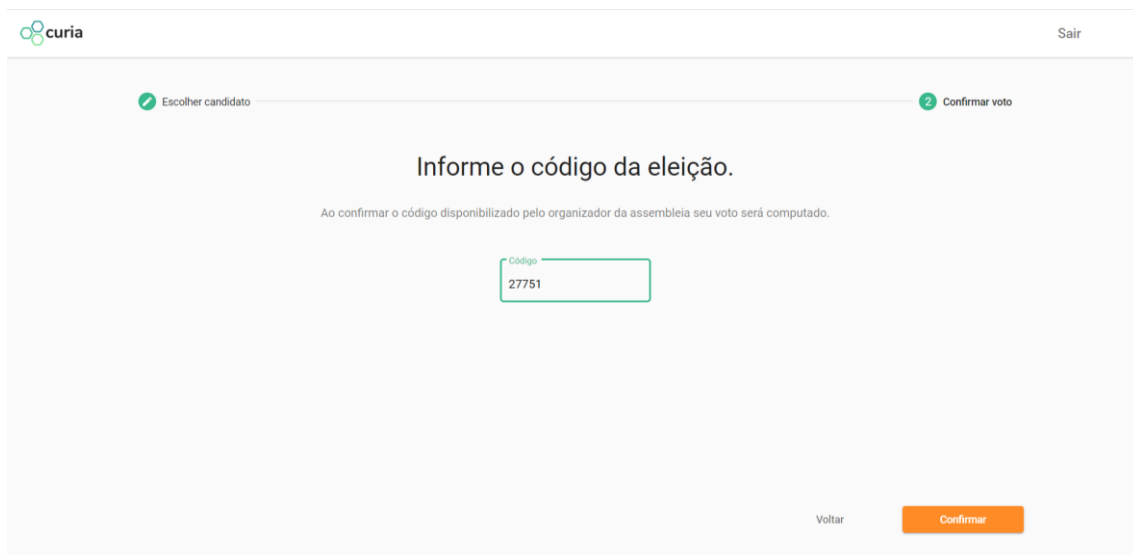 curia
Sair
Escolher candidato
2 Confirmar voto
Informe o código da eleição.
Ao confirmar o código disponibilizado pelo organizador da assembleia seu voto será computado.
Código
27751
Voltar
Confirmar